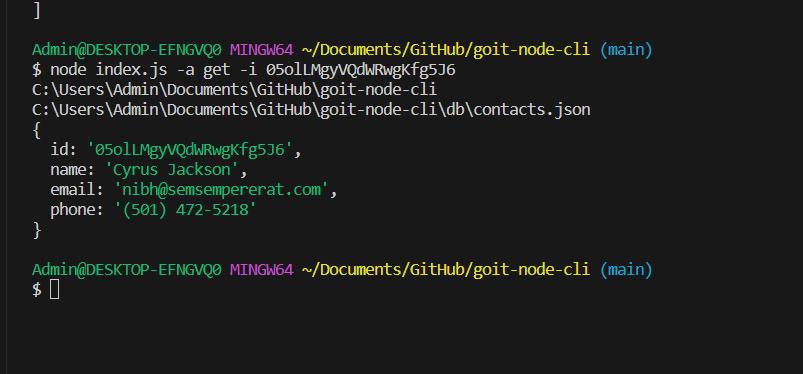 ]
Admin@DESKTOP-EFNGVQ0 MINGW64 ~/Documents/GitHub/goit-node-cli (main)
$ node index.js -a get -i 05olLMgyVQdWRwgKfg5J6
C:\Users\Admin\Documents\GitHub\goit-node-cli
C:\Users\Admin\Documents\GitHub\goit-node-cli\db\contacts.json
{
  id: '05olLMgyVQdWRwgKfg5J6',
  name: 'Cyrus Jackson',
  email: 'nibh@semsempererat.com',
  phone: '(501) 472-5218'
}
Admin@DESKTOP-EFNGVQ0 MINGW64 ~/Documents/GitHub/goit-node-cli (main)
$